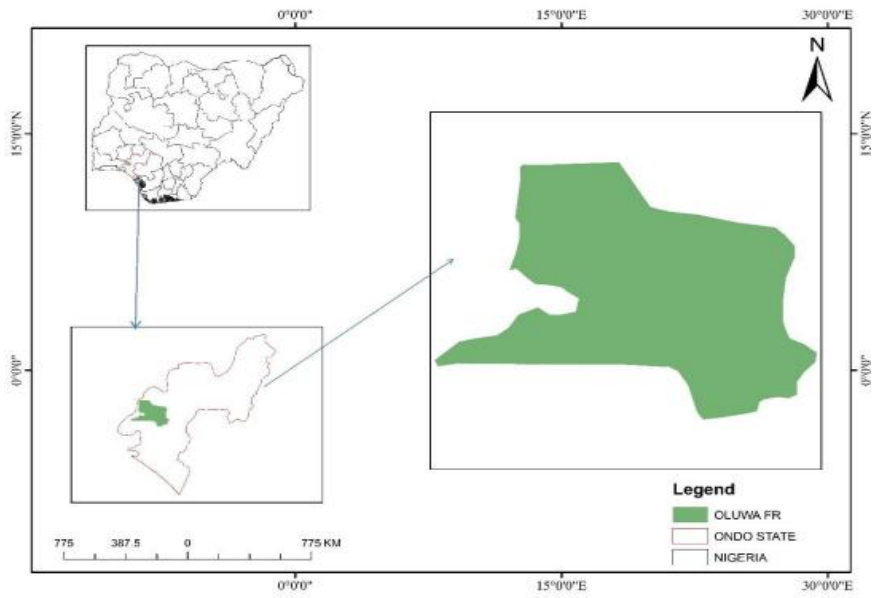 0°0'0" 15°0'0"E 30°0'0"E
N
15°0'0"N 15°0'0"N
0°0'0" 0°0'0"
Legend
OLUWA FR
ONDO STATE
NIGERIA
775 387.5 0 775 KM
0°0'0" 15°0'0"E 30°0'0"E